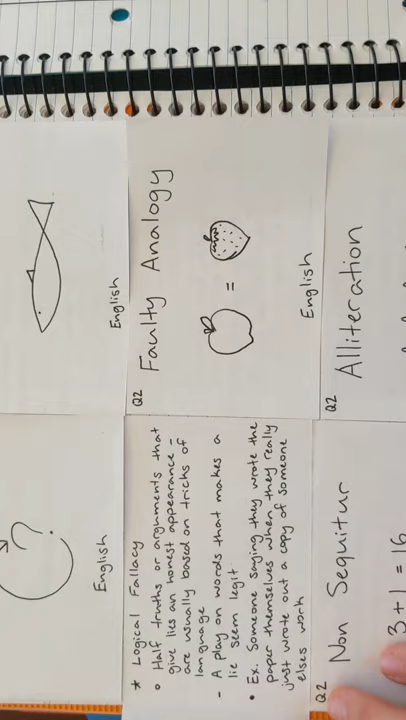 English
Q2
Faulty Analogy
=
English
Q2
Alliteration
English
* Logical Fallacy
o Half truths or arguments that
give lies an honest appearance -
are usually based on tricks of
language
- A play on words that makes a
lie seem legit
• Ex. Someone saying they wrote the
paper themselves when they really
just wrote out a copy of someone
elses work
Q2
Non Sequitur
3+1=16